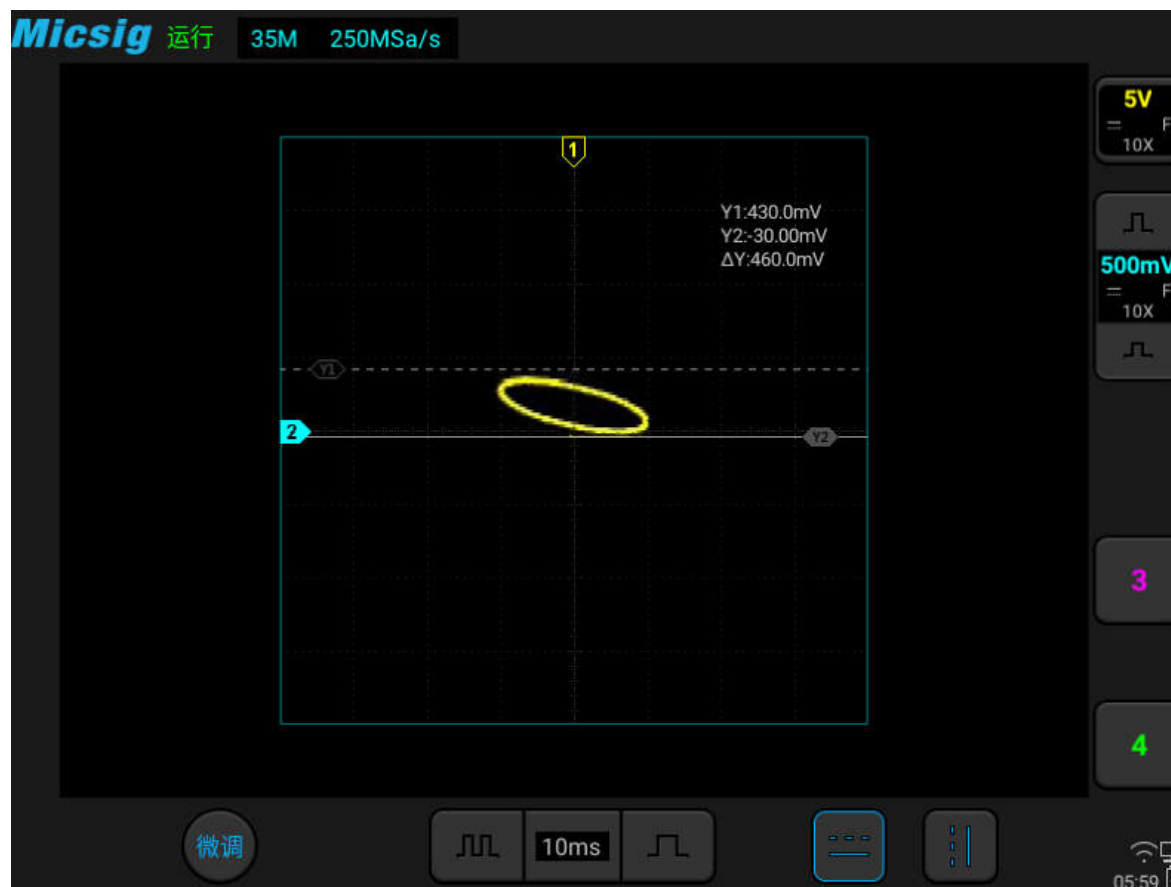 Micsig 运行 35M 250MSa/s
5V
F
10X
1
Y1:430.0mV
Y2:-30.00mV
ΔY:460.0mV
500mV
F
10X
Y1
2
Y2
3
4
微调
10ms
05:59